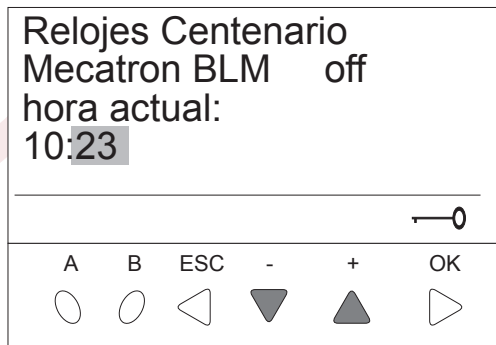 Relojes Centenario
Mecatron BLM off
hora actual:
10:23
A B ESC - + OK